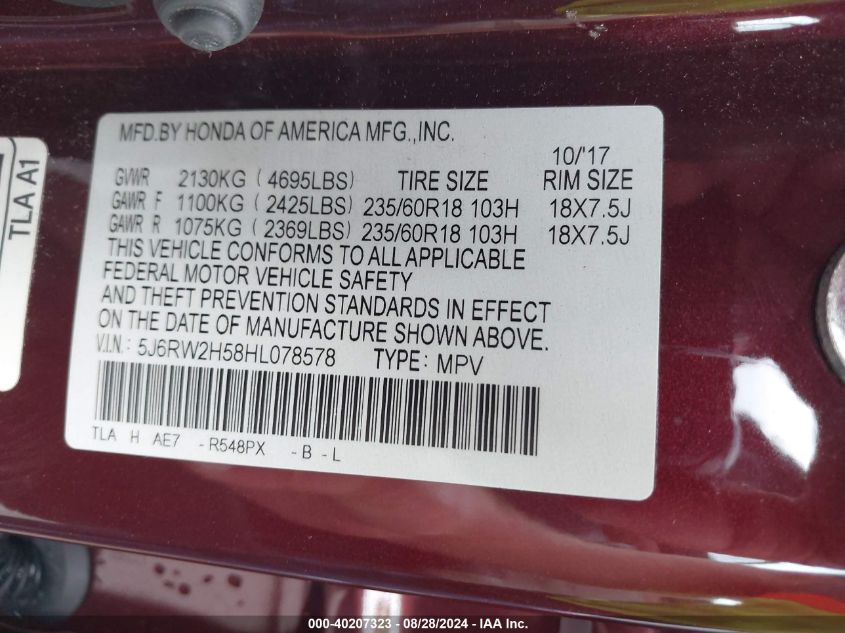 MFD.BY HONDA OF AMERICA MFG.,INC.
10/'17
GVWR 2130KG ( 4695LBS) TIRE SIZE RIM SIZE
GAWR F 1100KG ( 2425LBS) 235/60R18 103H 18X7.5J
GAWR R 1075KG ( 2369LBS) 235/60R18 103H 18X7.5J
THIS VEHICLE CONFORMS TO ALL APPLICABLE
FEDERAL MOTOR VEHICLE SAFETY
AND THEFT PREVENTION STANDARDS IN EFFECT
ON THE DATE OF MANUFACTURE SHOWN ABOVE.
V.I.N: 5J6RW2H58HL078578 TYPE: MPV
TLA H AE7 -R548PX -B -L
TLA A1
000-40207323 - 08/28/2024 - IAA Inc.